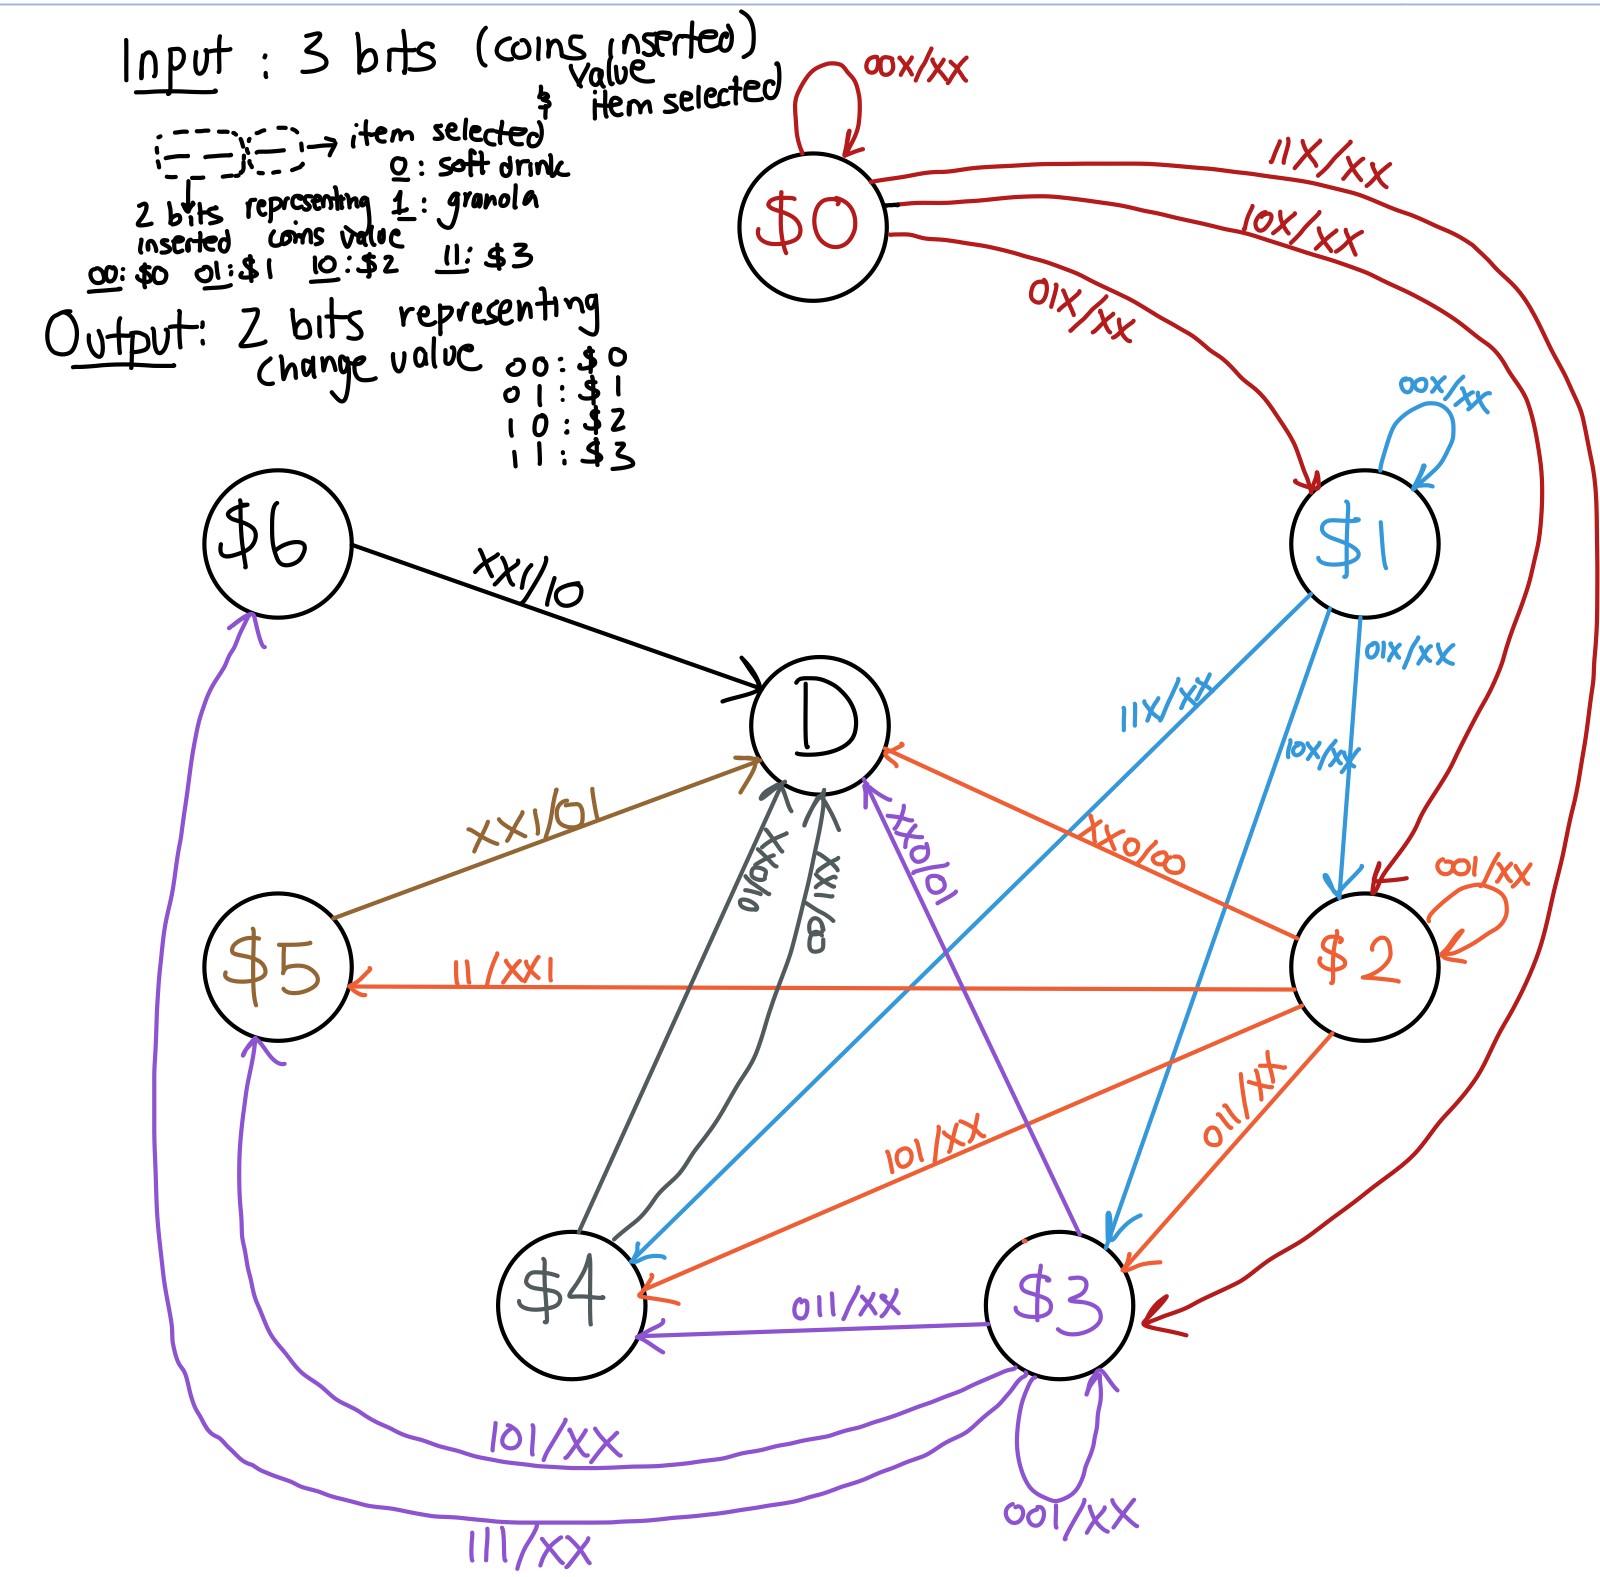 Input : 3 bits (coins inserted)
value
& item selected
→ item selected
0 : soft drink
2 bits representing 1 : granola
inserted coins value
00: $0 01: $1 10: $2 11: $3
Output: 2 bits representing
change value
00: $0
01: $1
10: $2
11: $3
00X/XX
$0
11X/XX
10X/XX
01X/XX
00X/XX
$1
$6
XX1/10
01X/XX
11X/XX
10X/XX
D
XX1/01
XX0/10
XX1/00
XX0/01
XX0/00
001/XX
$5
11/XX1
$2
101/XX
011/XX
$4
011/XX
$3
101/XX
001/XX
111/XX